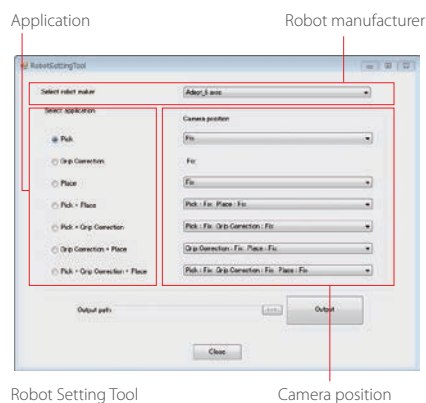 Application
Robot manufacturer
RobotSettingTool
Select robot maker
Adept_6 axes
Select application
Camera position
Pick
Fix
Grip Correction
Fix
Place
Fix
Pick + Place
Pick : Fix Place : Fix
Pick + Grip Correction
Pick : Fix Grip Correction : Fix
Grip Correction + Place
Grip Correction : Fix Place : Fix
Pick + Grip Correction + Place
Pick : Fix Grip Correction : Fix Place : Fix
Output path
Output
Close
Robot Setting Tool
Camera position